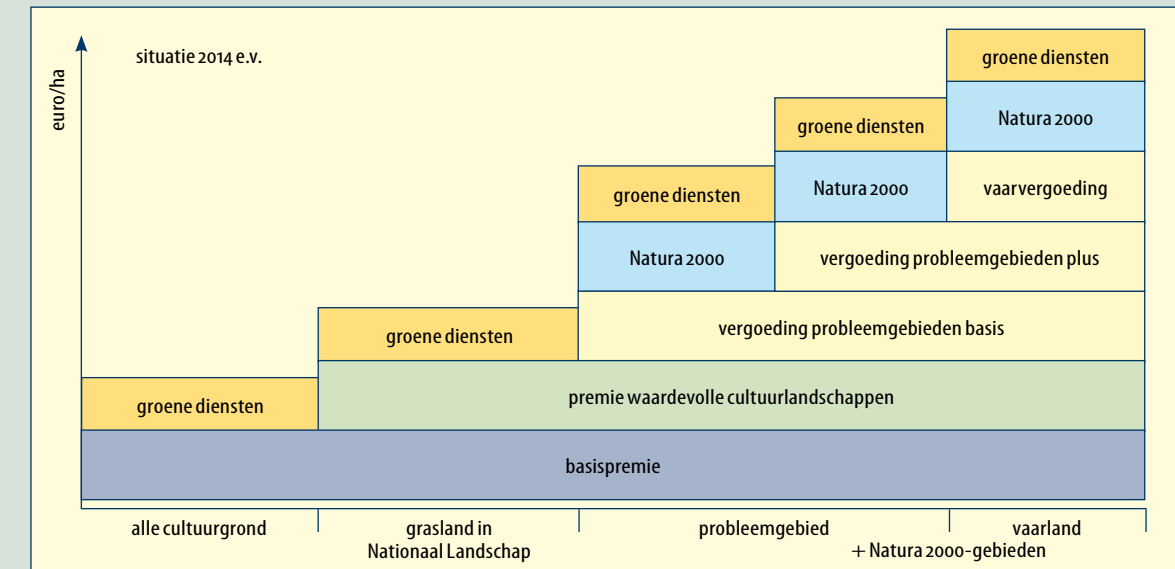 situatie 2014 e.v.
euro/ha
groene diensten
Natura 2000
groene diensten
Natura 2000
vaarvergoeding
groene diensten
Natura 2000
vergoeding probleemgebieden plus
groene diensten
vergoeding probleemgebieden basis
groene diensten
premie waardevolle cultuurlandschappen
basispremie
alle cultuurgrond
grasland in
Nationaal Landschap
probleemgebied
vaarland
+ Natura 2000-gebieden